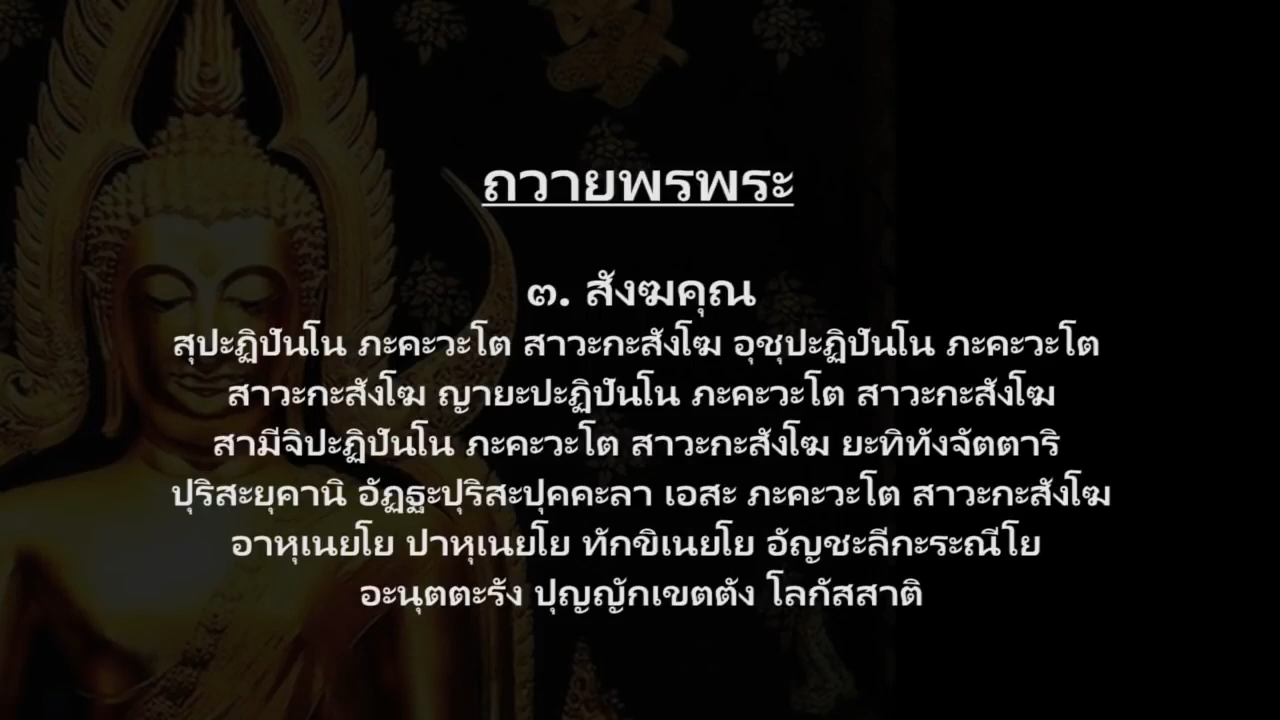 ถวายพรพระ
๓. สังฆคุณ
สุปะฏิปันโน ภะคะวะโต สาวะกะสังโฆ อุชุปะฏิปันโน ภะคะวะโต
สาวะกะสังโฆ ญายะปะฏิปันโน ภะคะวะโต สาวะกะสังโฆ
สามีจิปะฏิปันโน ภะคะวะโต สาวะกะสังโฆ ยะทิทังจัตตาริ
ปุริสะยุคานิ อัฏฐะปุริสะปุคคะลา เอสะ ภะคะวะโต สาวะกะสังโฆ
อาหุเนยโย ปาหุเนยโย ทักขิเนยโย อัญชะลีกะระณีโย
อะนุตตะรัง ปุญญักเขตตัง โลกัสสาติ